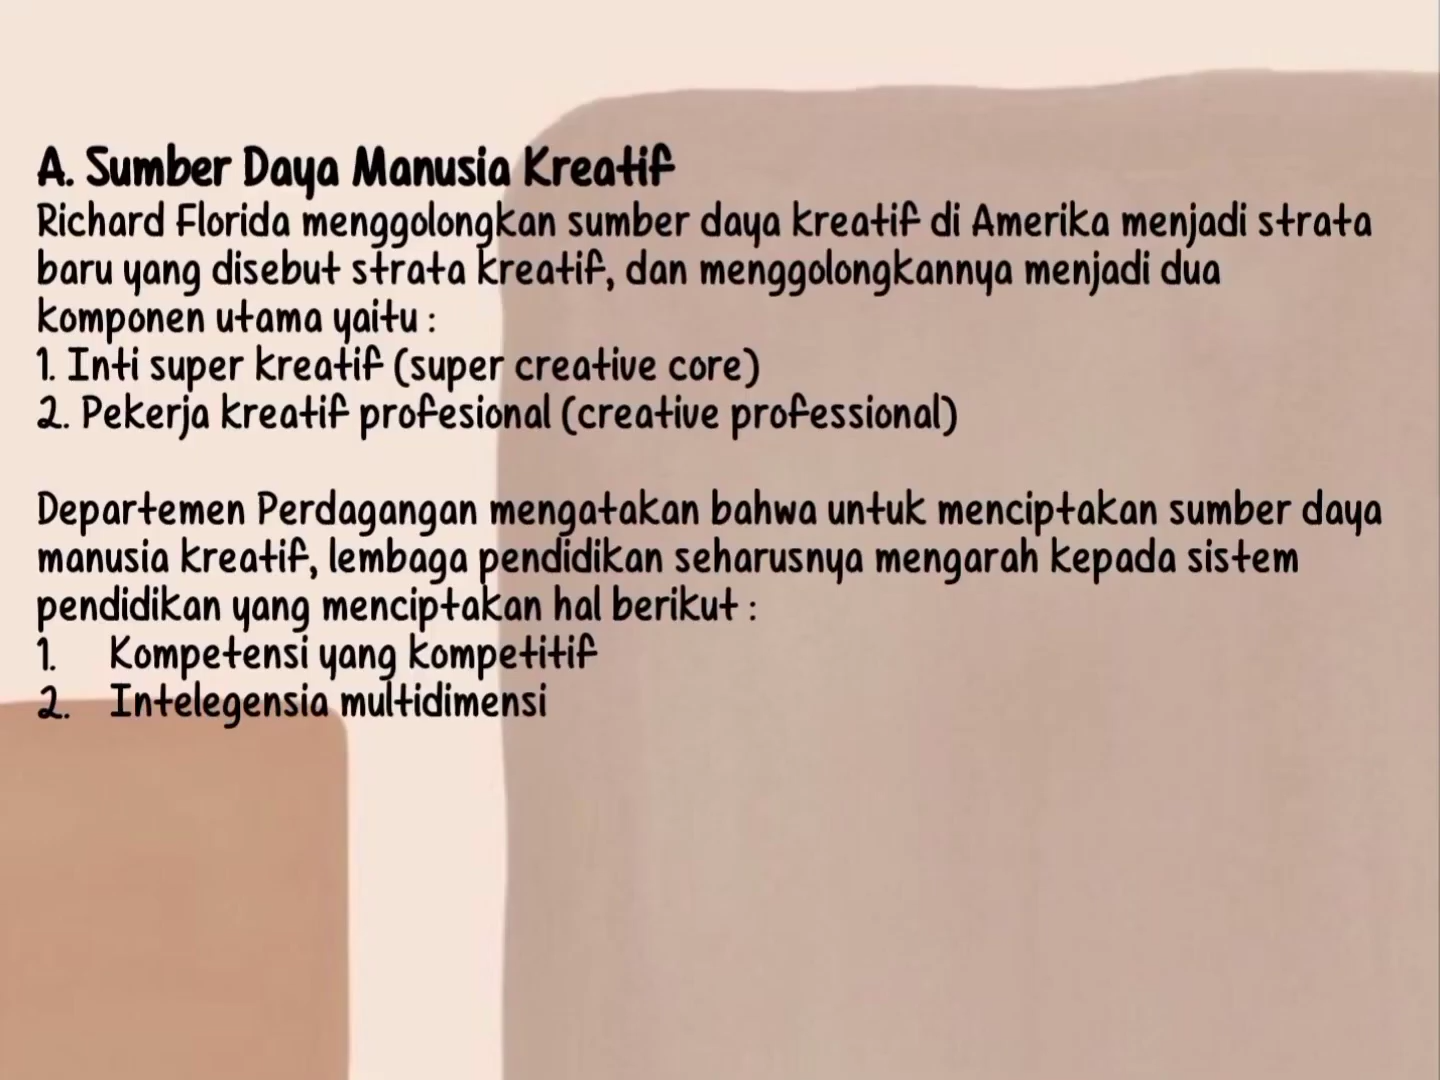 A. Sumber Daya Manusia Kreatif
Richard Florida menggolongkan sumber daya kreatif di Amerika menjadi strata
baru yang disebut strata kreatif, dan menggolongkannya menjadi dua
komponen utama yaitu :
1. Inti super kreatif (super creative core)
2. Pekerja kreatif profesional (creative professional)
Departemen Perdagangan mengatakan bahwa untuk menciptakan sumber daya
manusia kreatif, lembaga pendidikan seharusnya mengarah kepada sistem
pendidikan yang menciptakan hal berikut :
1. Kompetensi yang kompetitif
2. Intelegensia multidimensi